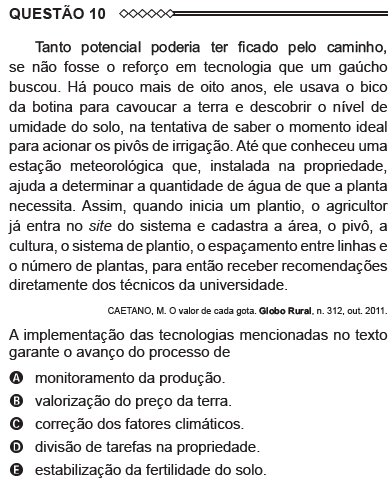 QUESTÃO 10
Tanto potencial poderia ter ficado pelo caminho,
se não fosse o reforço em tecnologia que um gaúcho
buscou. Há pouco mais de oito anos, ele usava o bico
da botina para cavoucar a terra e descobrir o nível de
umidade do solo, na tentativa de saber o momento ideal
para acionar os pivôs de irrigação. Até que conheceu uma
estação meteorológica que, instalada na propriedade,
ajuda a determinar a quantidade de água de que a planta
necessita. Assim, quando inicia um plantio, o agricultor
já entra no site do sistema e cadastra a área, o pivô, a
cultura, o sistema de plantio, o espaçamento entre linhas e
o número de plantas, para então receber recomendações
diretamente dos técnicos da universidade.
CAETANO, M. O valor de cada gota. Globo Rural, n. 312, out. 2011.
A implementação das tecnologias mencionadas no texto
garante o avanço do processo de
A monitoramento da produção.
B valorização do preço da terra.
C correção dos fatores climáticos.
D divisão de tarefas na propriedade.
E estabilização da fertilidade do solo.